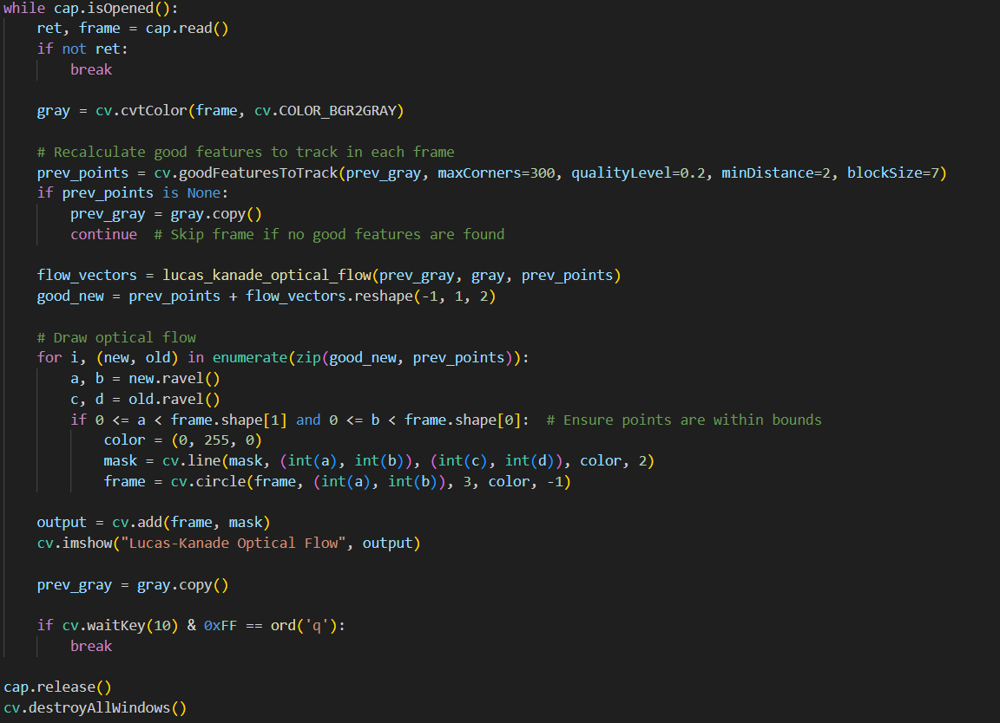 while cap.isOpened():
    ret, frame = cap.read()
    if not ret:
        break

    gray = cv.cvtColor(frame, cv.COLOR_BGR2GRAY)

    # Recalculate good features to track in each frame
    prev_points = cv.goodFeaturesToTrack(prev_gray, maxCorners=300, qualityLevel=0.2, minDistance=2, blockSize=7)
    if prev_points is None:
        prev_gray = gray.copy()
        continue  # Skip frame if no good features are found

    flow_vectors = lucas_kanade_optical_flow(prev_gray, gray, prev_points)
    good_new = prev_points + flow_vectors.reshape(-1, 1, 2)

    # Draw optical flow
    for i, (new, old) in enumerate(zip(good_new, prev_points)):
        a, b = new.ravel()
        c, d = old.ravel()
        if 0 <= a < frame.shape[1] and 0 <= b < frame.shape[0]:  # Ensure points are within bounds
            color = (0, 255, 0)
            mask = cv.line(mask, (int(a), int(b)), (int(c), int(d)), color, 2)
            frame = cv.circle(frame, (int(a), int(b)), 3, color, -1)

    output = cv.add(frame, mask)
    cv.imshow("Lucas-Kanade Optical Flow", output)

    prev_gray = gray.copy()

    if cv.waitKey(10) & 0xFF == ord('q'):
        break

cap.release()
cv.destroyAllWindows()